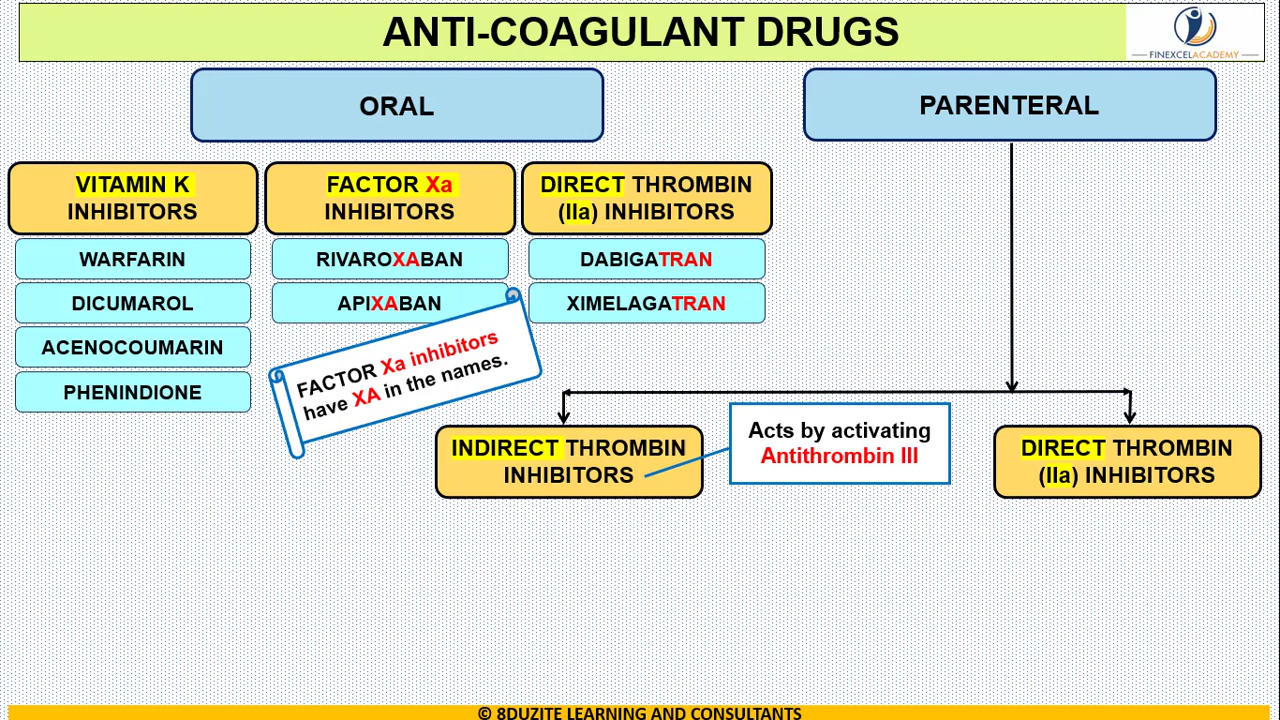 ANTI-COAGULANT DRUGS
FINEXCELACADEMY
ORAL
PARENTERAL
VITAMIN K
INHIBITORS
FACTOR Xa
INHIBITORS
DIRECT THROMBIN
(IIa) INHIBITORS
WARFARIN
RIVAROXABAN
DABIGATRAN
DICUMAROL
APIXABAN
XIMELAGATRAN
ACENOCOUMARIN
PHENINDIONE
FACTOR Xa inhibitors
have XA in the names.
INDIRECT THROMBIN
INHIBITORS
Acts by activating
Antithrombin III
DIRECT THROMBIN
(IIa) INHIBITORS
© 8DUZITE LEARNING AND CONSULTANTS